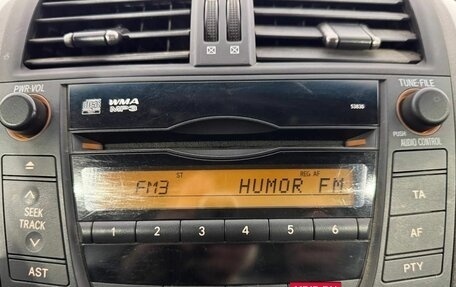 PWR·VOL
TUNE·FILE
WMA
MP3
53835
PUSH
AUDIO CONTROL
ST
REG AF
FM3 HUMOR FM
SEEK
TRACK
1 2 3 4 5 6
TA
AF
PTY
AST